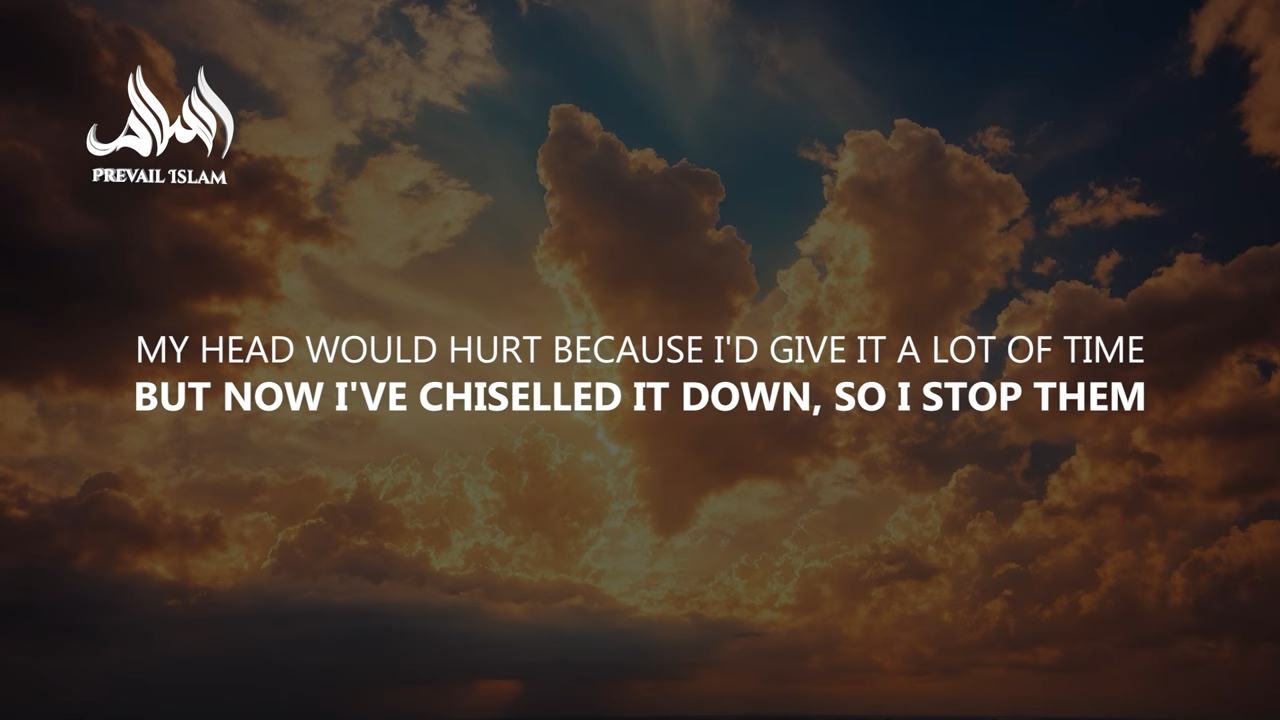 PREVAIL ISLAM
MY HEAD WOULD HURT BECAUSE I'D GIVE IT A LOT OF TIME
BUT NOW I'VE CHISELLED IT DOWN, SO I STOP THEM